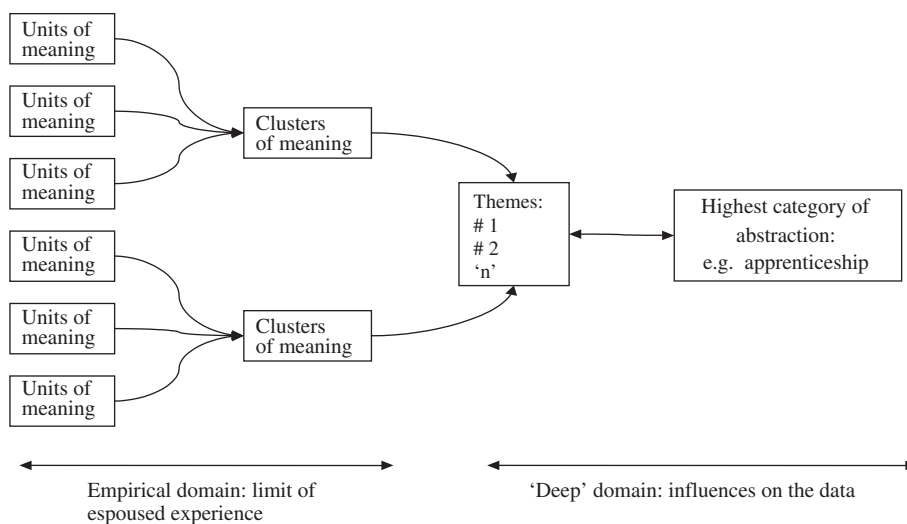 Units of
meaning
Units of
meaning
Units of
meaning
Units of
meaning
Units of
meaning
Units of
meaning
Clusters
of meaning
Clusters
of meaning
Themes:
# 1
# 2
‘n’
Highest category of
abstraction:
e.g. apprenticeship
Empirical domain: limit of
espoused experience
‘Deep’ domain: influences on the data